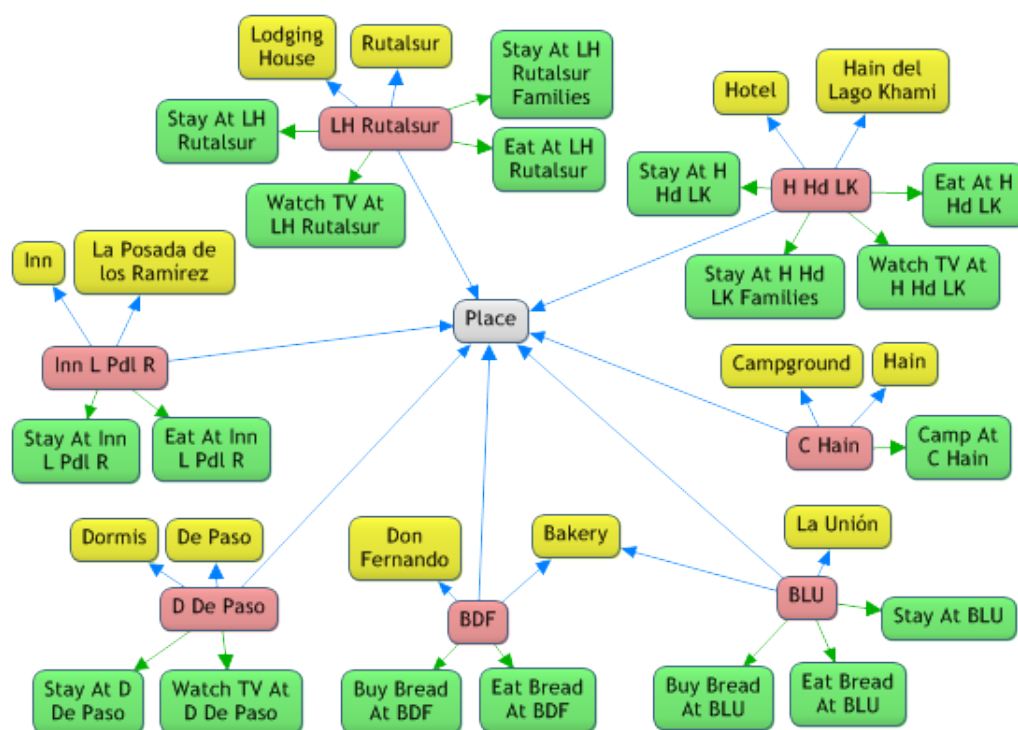 Lodging
House
Rutalsur
Stay At LH
Rutalsur
Families
Stay At LH
Rutalsur
LH Rutalsur
Eat At LH
Rutalsur
Watch TV At
LH Rutalsur
Hotel
Hain del
Lago Khami
Stay At H
Hd LK
H Hd LK
Eat At H
Hd LK
Stay At H Hd
LK Families
Watch TV At
H Hd LK
Inn
La Posada de
los Ramírez
Inn L Pdl R
Stay At Inn
L Pdl R
Eat At Inn
L Pdl R
Place
Campground
Hain
C Hain
Camp At
C Hain
Dormis
De Paso
D De Paso
Stay At D
De Paso
Watch TV At
D De Paso
Don
Fernando
Bakery
BDF
Buy Bread
At BDF
Eat Bread
At BDF
La Unión
BLU
Stay At BLU
Buy Bread
At BLU
Eat Bread
At BLU